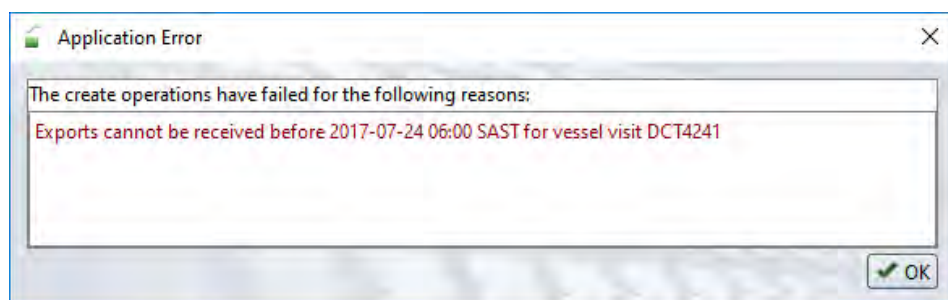 Application Error
The create operations have failed for the following reasons:
Exports cannot be received before 2017-07-24 06:00 SAST for vessel visit DCT4241
OK